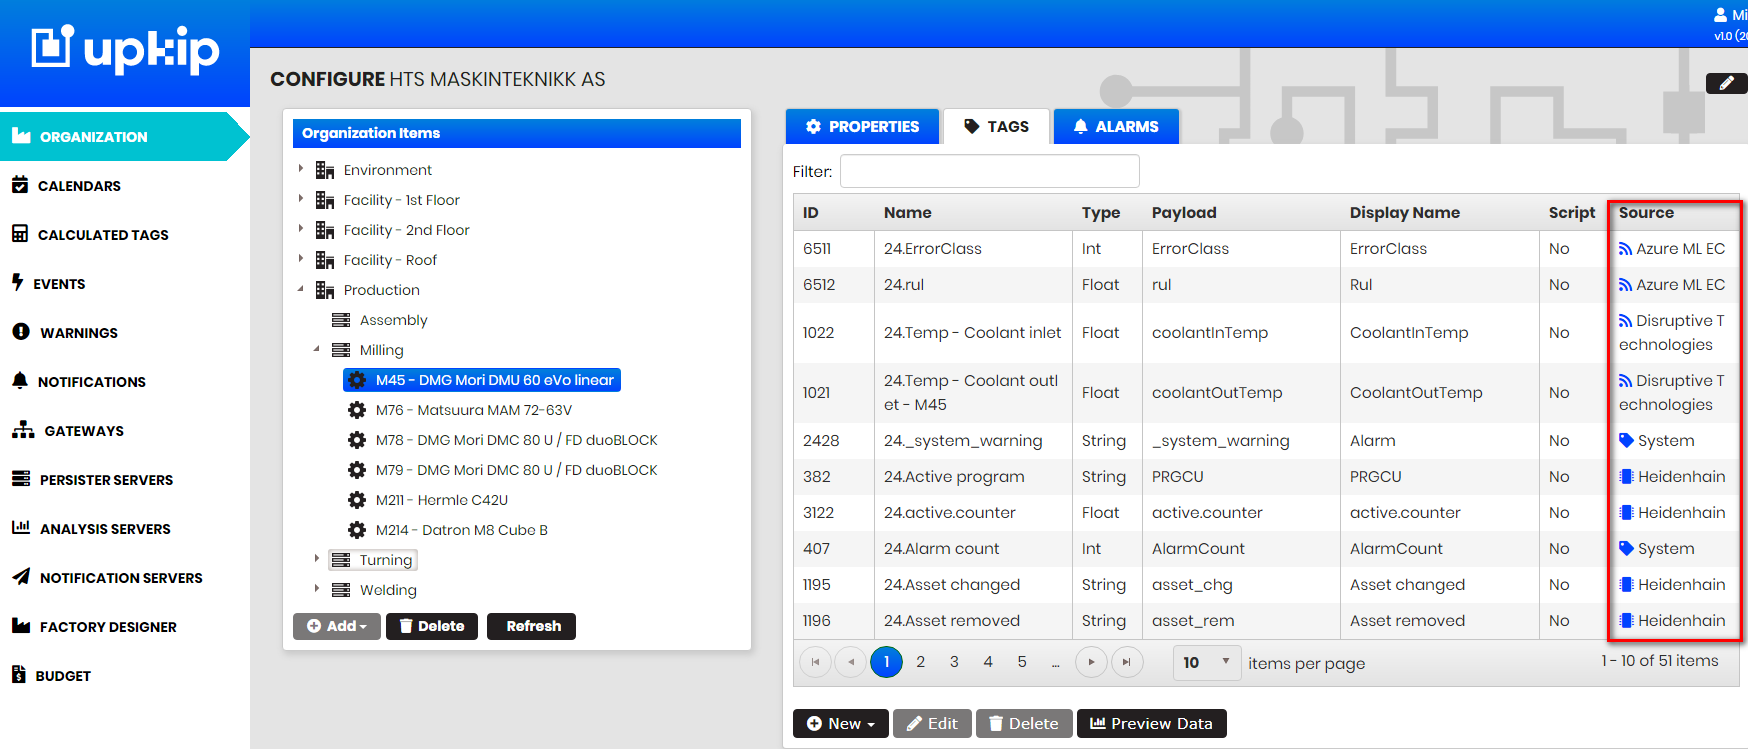 upkip
Mi
v1.0 (20
CONFIGURE HTS MASKINTEKNIKK AS
ORGANIZATION
CALENDARS
CALCULATED TAGS
EVENTS
WARNINGS
NOTIFICATIONS
GATEWAYS
PERSISTER SERVERS
ANALYSIS SERVERS
NOTIFICATION SERVERS
FACTORY DESIGNER
BUDGET
Organization Items
Environment
Facility - 1st Floor
Facility - 2nd Floor
Facility - Roof
Production
Assembly
Milling
M45 - DMG Mori DMU 60 eVo linear
M76 - Matsuura MAM 72-63V
M78 - DMG Mori DMC 80 U / FD duoBLOCK
M79 - DMG Mori DMC 80 U / FD duoBLOCK
M211 - Hermle C42U
M214 - Datron M8 Cube B
Turning
Welding
Add Delete Refresh
PROPERTIES TAGS ALARMS
Filter:
ID Name Type Payload Display Name Script Source
6511 24.ErrorClass Int ErrorClass ErrorClass No Azure ML EC
6512 24.rul Float rul Rul No Azure ML EC
1022 24.Temp - Coolant inlet Float coolantInTemp CoolantInTemp No Disruptive T
echnologies
1021 24.Temp - Coolant outl Float coolantOutTemp CoolantOutTemp No Disruptive T
et - M45 echnologies
2428 24._system_warning String _system_warning Alarm No System
382 24.Active program String PRGCU PRGCU No Heidenhain
3122 24.active.counter Float active.counter active.counter No Heidenhain
407 24.Alarm count Int AlarmCount AlarmCount No System
1195 24.Asset changed String asset_chg Asset changed No Heidenhain
1196 24.Asset removed String asset_rem Asset removed No Heidenhain
1 2 3 4 5 ... 10 items per page 1 - 10 of 51 items
New Edit Delete Preview Data